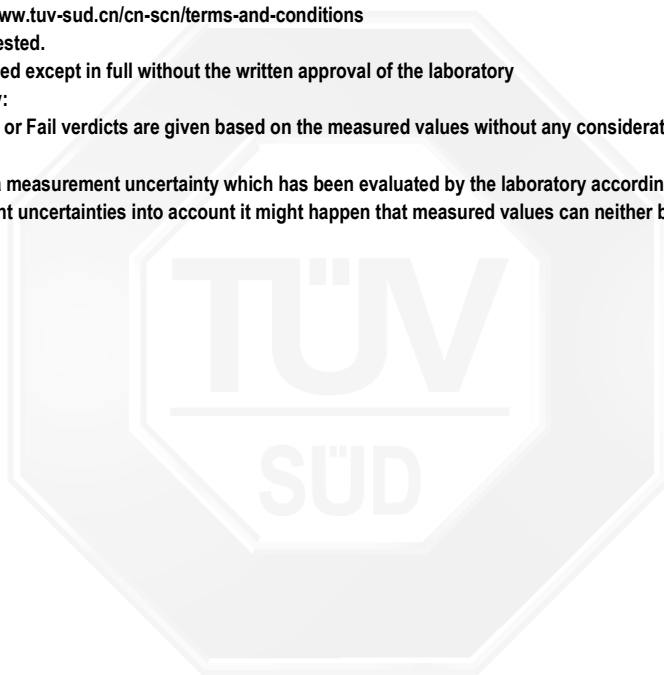 ww.tuv-sud.cn/cn-scn/terms-and-conditions
ested.
ed except in full without the written approval of the laboratory
y:
or Fail verdicts are given based on the measured values without any considerat
a measurement uncertainty which has been evaluated by the laboratory accordin
nt uncertainties into account it might happen that measured values can neither b
TÜV
SÜD